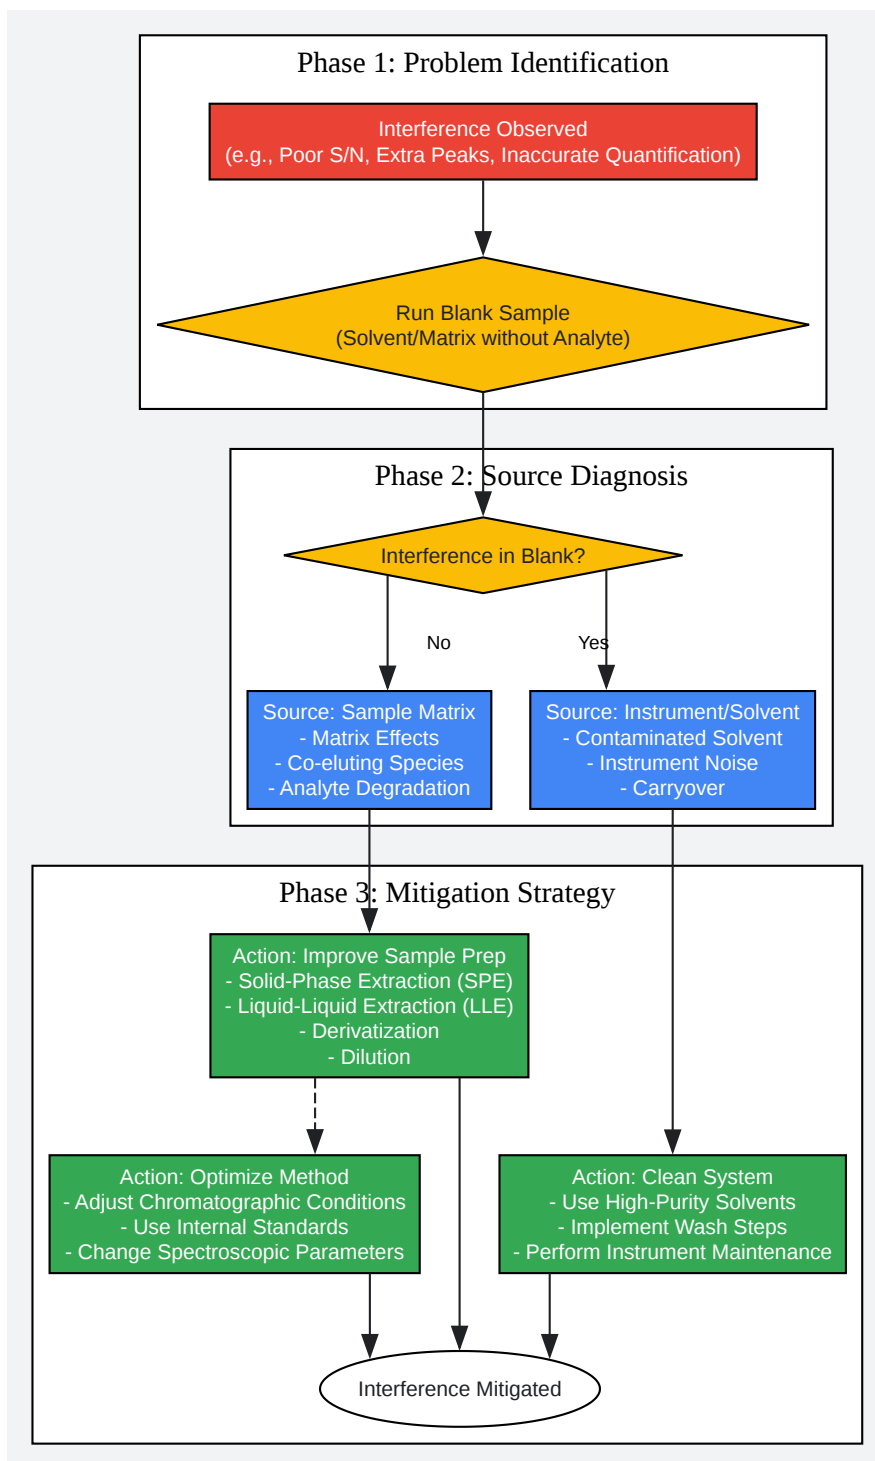 Phase 1: Problem Identification
Interference Observed
(e.g., Poor S/N, Extra Peaks, Inaccurate Quantification)
Run Blank Sample
(Solvent/Matrix without Analyte)
Phase 2: Source Diagnosis
Interference in Blank?
No
Yes
Source: Sample Matrix
- Matrix Effects
- Co-eluting Species
- Analyte Degradation
Source: Instrument/Solvent
- Contaminated Solvent
- Instrument Noise
- Carryover
Phase 3: Mitigation Strategy
Action: Improve Sample Prep
- Solid-Phase Extraction (SPE)
- Liquid-Liquid Extraction (LLE)
- Derivatization
- Dilution
Action: Optimize Method
- Adjust Chromatographic Conditions
- Use Internal Standards
- Change Spectroscopic Parameters
Action: Clean System
- Use High-Purity Solvents
- Implement Wash Steps
- Perform Instrument Maintenance
Interference Mitigated